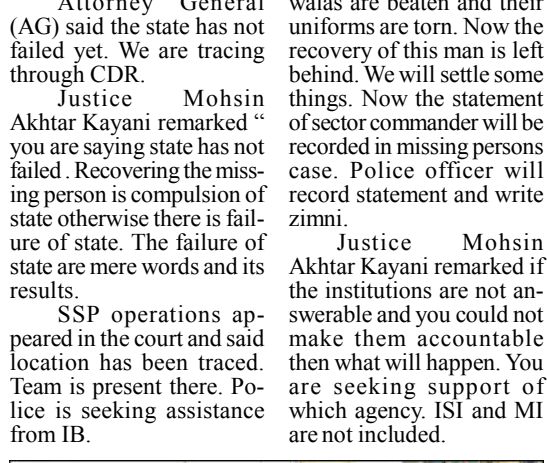 Attorney General
(AG) said the state has not
failed yet. We are tracing
through CDR.
Justice Mohsin
Akhtar Kayani remarked “
you are saying state has not
failed . Recovering the miss-
ing person is compulsion of
state otherwise there is fail-
ure of state. The failure of
state are mere words and its
results.
SSP operations ap-
peared in the court and said
location has been traced.
Team is present there. Po-
lice is seeking assistance
from IB.
walas are beaten and their
uniforms are torn. Now the
recovery of this man is left
behind. We will settle some
things. Now the statement
of sector commander will be
recorded in missing persons
case. Police officer will
record statement and write
zimni.
Justice Mohsin
Akhtar Kayani remarked if
the institutions are not an-
swerable and you could not
make them accountable
then what will happen. You
are seeking support of
which agency. ISI and MI
are not included.